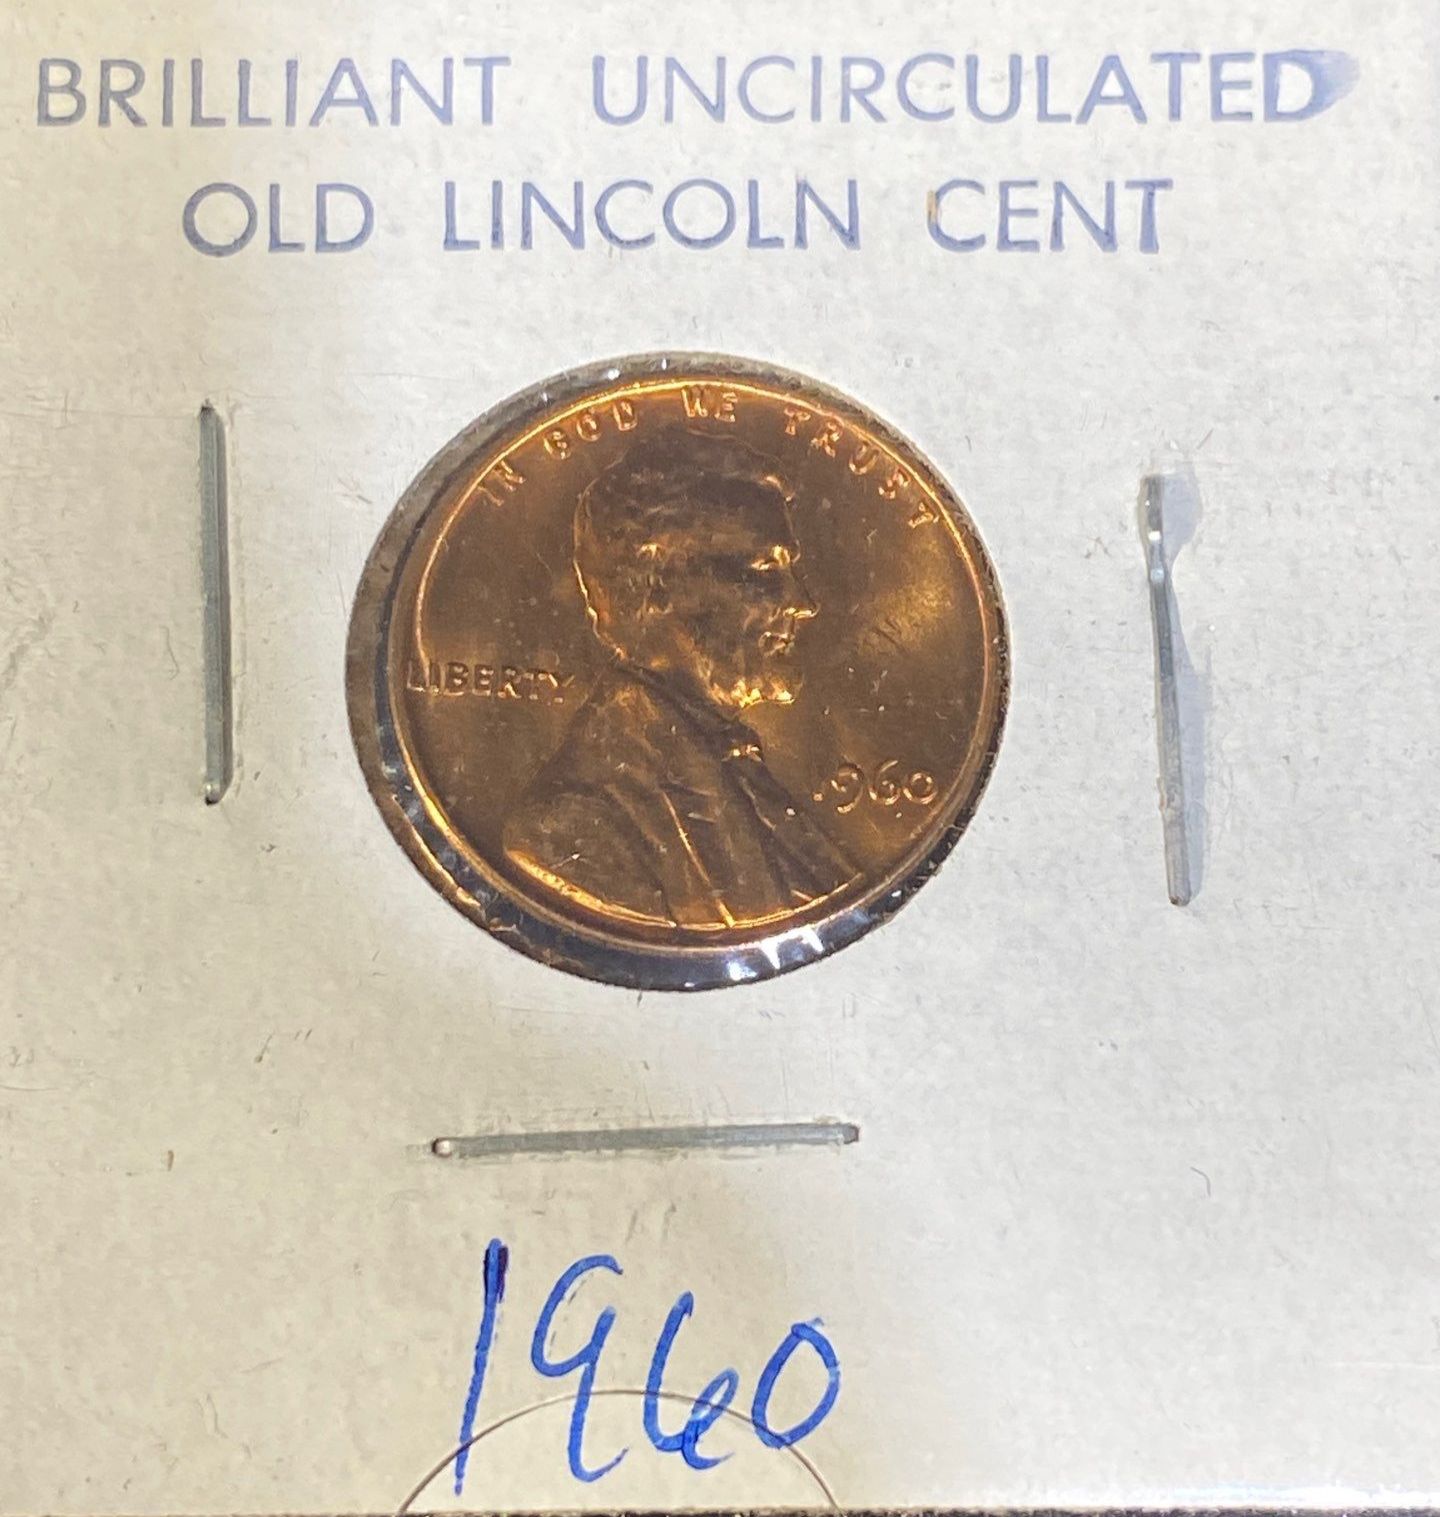 BRILLIANT UNCIRCULATED
OLD LINCOLN CENT
IN GOD WE TRUST
LIBERTY
1960
1960